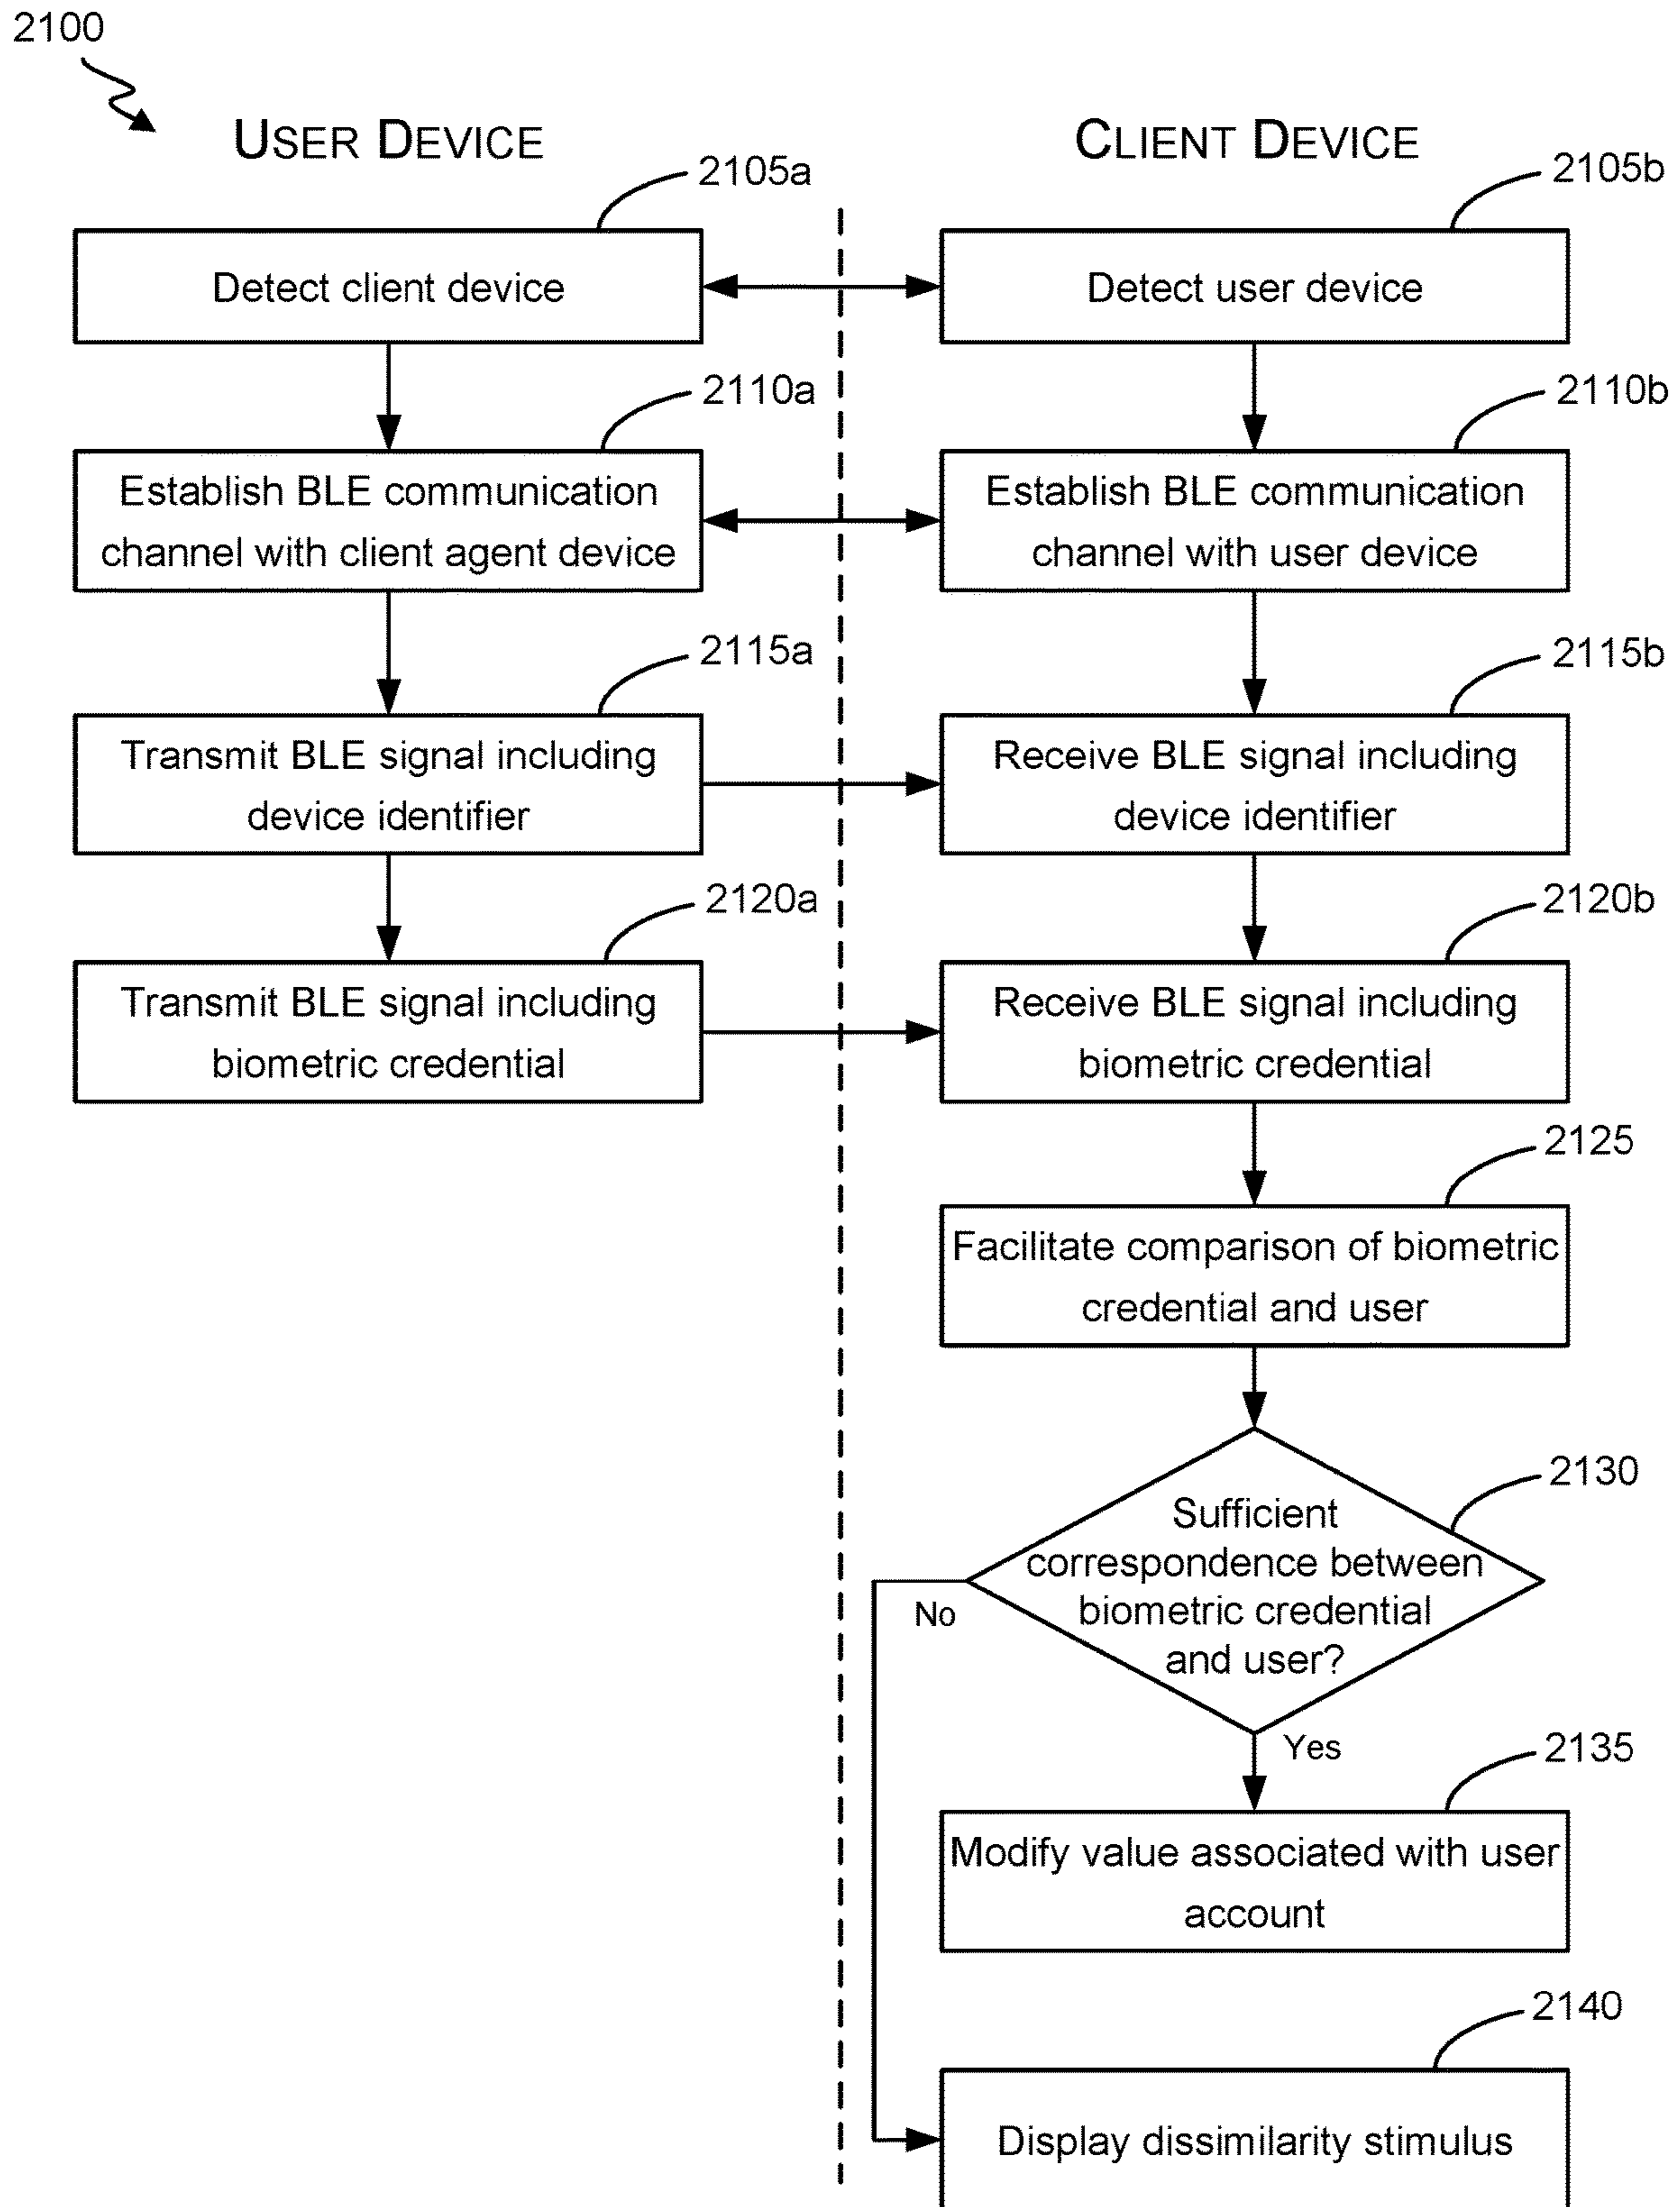 2100
USER DEVICE
CLIENT DEVICE
2105a
2105b
Detect client device
Detect user device
2110a
2110b
Establish BLE communication
channel with client agent device
Establish BLE communication
channel with user device
2115a
2115b
Transmit BLE signal including
device identifier
Receive BLE signal including
device identifier
2120a
2120b
Transmit BLE signal including
biometric credential
Receive BLE signal including
biometric credential
2125
Facilitate comparison of biometric
credential and user
2130
Sufficient
correspondence between
biometric credential
and user?
No
Yes
2135
Modify value associated with user
account
2140
Display dissimilarity stimulus